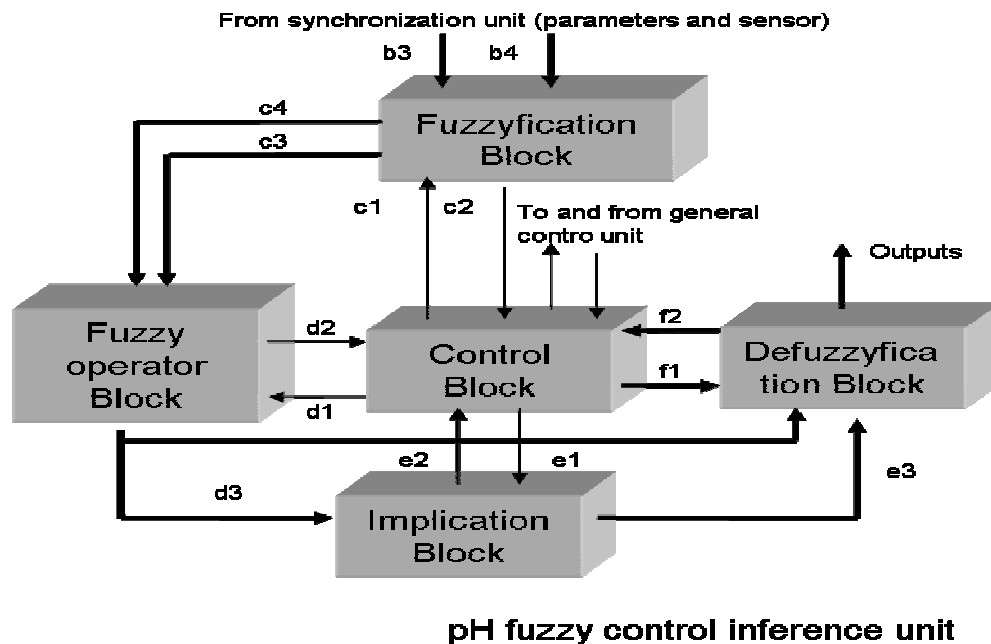 From synchronization unit (parameters and sensor)
b3
b4
c4
Fuzzyfication
Block
c3
c1
c2
To and from general
contro unit
Outputs
Fuzzy
operator
Block
d2
Control
Block
f2
Defuzzyfica
tion Block
f1
d1
e2
e1
e3
d3
Implication
Block
pH fuzzy control inference unit